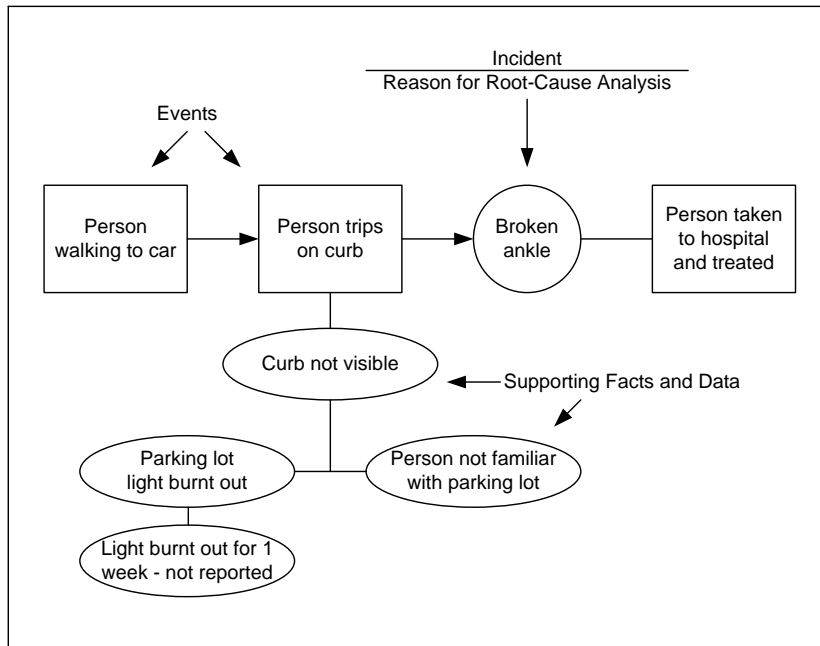 Incident
Reason for Root-Cause Analysis
Events
Person
walking to car
Person trips
on curb
Broken
ankle
Person taken
to hospital
and treated
Curb not visible
Supporting Facts and Data
Parking lot
light burnt out
Person not familiar
with parking lot
Light burnt out for 1
week - not reported